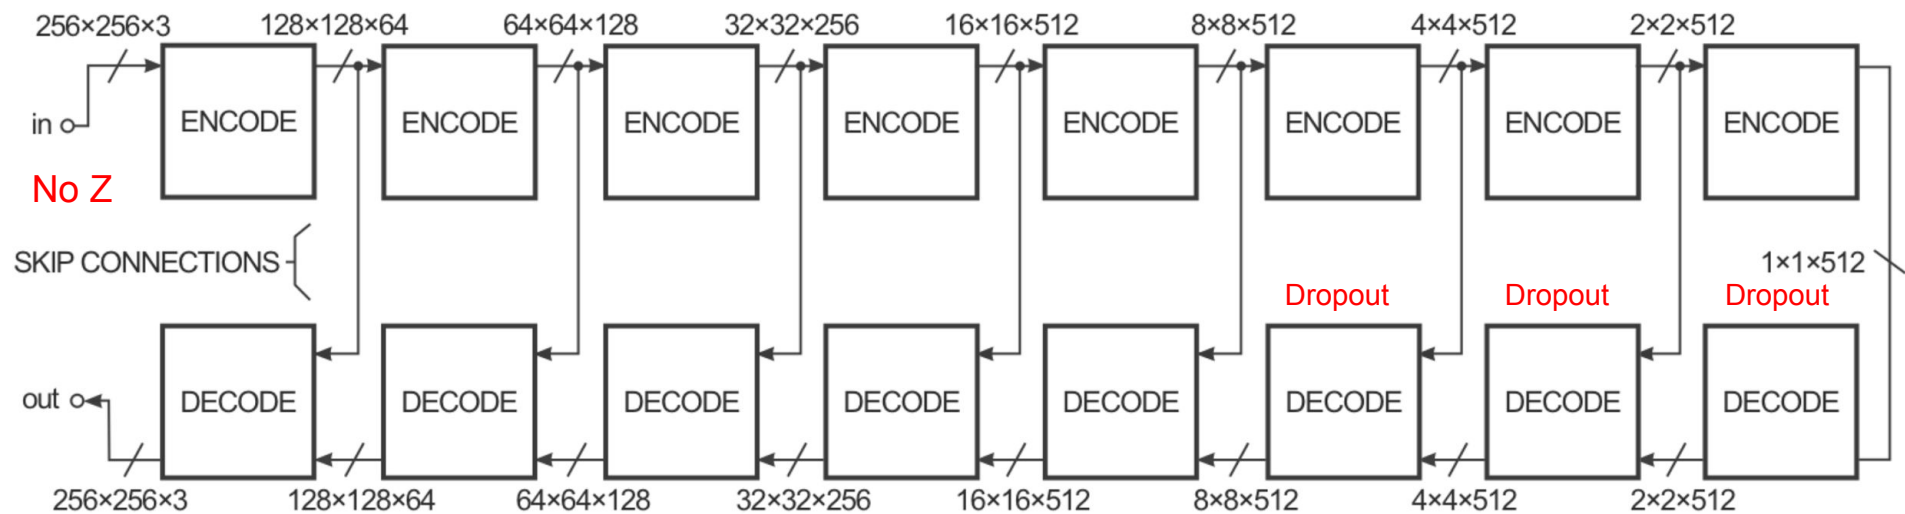 256×256×3 128×128×64 64×64×128 32×32×256 16×16×512 8×8×512 4×4×512 2×2×512
in ENCODE ENCODE ENCODE ENCODE ENCODE ENCODE ENCODE ENCODE
No Z
SKIP CONNECTIONS 1×1×512
Dropout Dropout Dropout
out DECODE DECODE DECODE DECODE DECODE DECODE DECODE DECODE
256×256×3 128×128×64 64×64×128 32×32×256 16×16×512 8×8×512 4×4×512 2×2×512